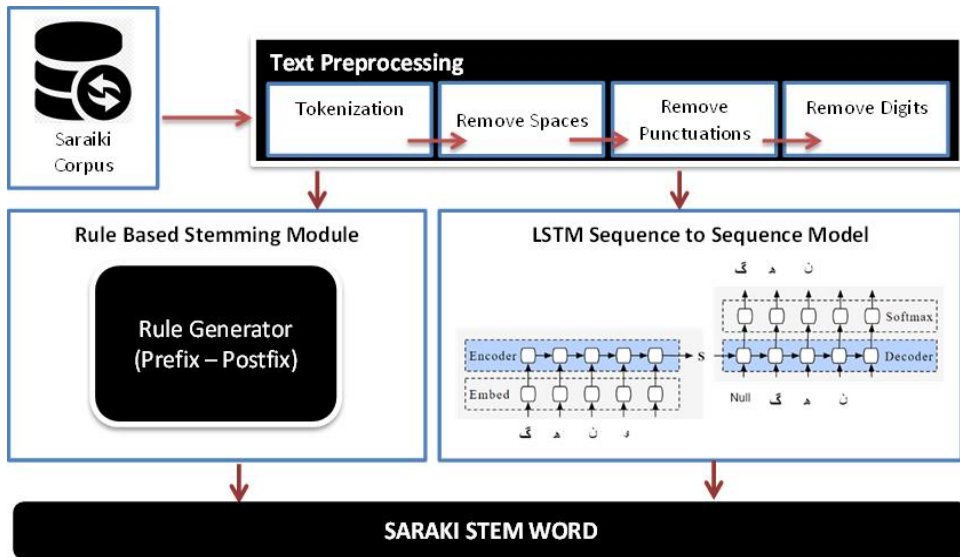 Text Preprocessing
Tokenization
Remove Spaces
Remove
Punctuations
Remove Digits
Saraiki
Corpus
Rule Based Stemming Module
Rule Generator
(Prefix – Postfix)
LSTM Sequence to Sequence Model
گ ھ ن
Softmax
Encoder
S
Decoder
Embed
Null گ ھ ن
گ ھ ن و
SARAKI STEM WORD